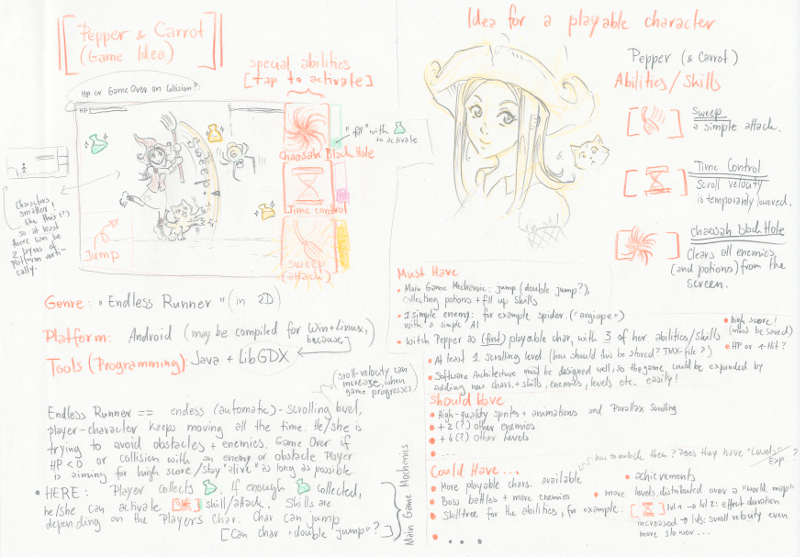 [Pepper & Carrot]
(Game Idea)
special abilities
[tap to activate]
HP or Game Over on Collision?
HP
"fill" with
to activate
Sweep!
Chaosah Black Hole
Time control
Sweep
(attack)
Jump
Character
smaller,
like this (!)
so at least
there can be
2 layers of
platform verti-
cally-
Genre: "Endless Runner" (in 2D)
Platform: Android (may be compiled for Win+Linux,
because)
Tools (Programming) Java + LibGDX
(scroll-velocity can
increase, when
game progresses)
Endless Runner == endless (automatic)-scrolling level,
player-character keeps moving all the time. He/she is
trying to avoid obstacles + enemies. Game Over if
HP <0 or collision with an enemy or obstacle Player
is aiming for high score/stay "alive" as long as possible.
• HERE: Player collects . If enough collected,
he/she can activate skill/attack. Skills are
depending on the Players Char. Char can jump
[Can char "double jump"?]
Main Game Mechanics
Idea for a playable character
Pepper (& Carrot)
Abilities/Skills
Sweep
a simple attack.
Time Control
Scroll velocity
is temporarily lowered.
Chaosah Black Hole
Clears all enemies
(and potions) from the
screen.
Must Have
• Main Game Mechanic: jump (double jump?),
collecting potions + fill up skills
• 1 simple enemy: for example spider ("argiope")
with a simple AI
• Witch Pepper as (first) playable char, with 3 of her abilities/skills
• At least 1 scrolling level (how should this be stored? TMX-file?)
• Software Architecture must be designed well, so the game could be expanded by
adding new chars + skills, enemies, levels etc. easily!
• high score!
(must be saved)
• HP or 1-Hit?
Should have
• High-quality sprites + animations and Parallax Scrolling
• +2(?) other enemies
• +4(?) other levels
• ...
Could Have...
how to unlock them? Does they have "Levels"/
Exp.?
• More playable chars. available
• Boss battles + more enemies
• Skilltree for the abilities, for example:
lvl 1 → lvl 2: effect duration
increased → lvl 3: scroll velocity even
more slower...
• achievements
• more levels, distributed over a "world map"
• • • •